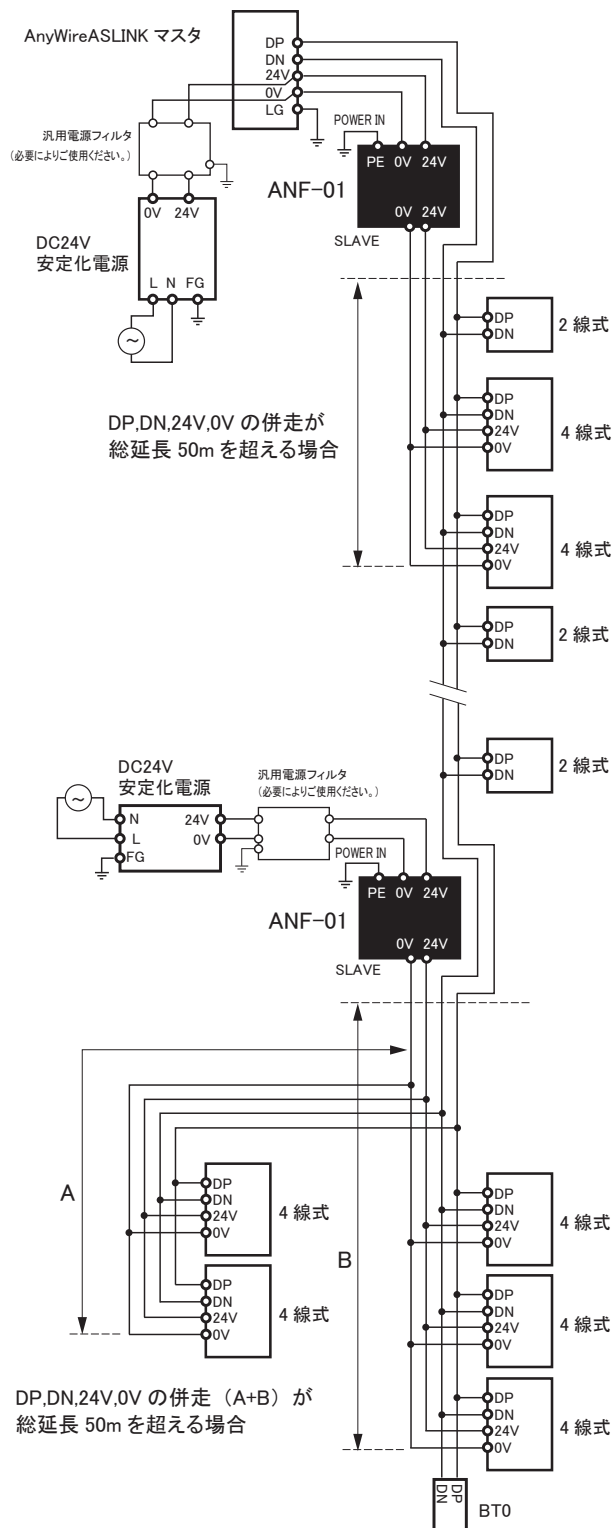 AnyWireASLINK マスタ
DP
DN
24V
0V
LG
汎用電源フィルタ
(必要によりご使用ください。)
POWER IN
PE 0V 24V
ANF-01
0V 24V
SLAVE
0V 24V
DC24V
安定化電源
L N FG
DP
DN
2 線式
DP,DN,24V,0V の併走が
総延長 50m を超える場合
DP
DN
24V
0V
4 線式
DP
DN
24V
0V
4 線式
DP
DN
2 線式
DP
DN
2 線式
DC24V
安定化電源
汎用電源フィルタ
(必要によりご使用ください。)
N
L
FG
24V
0V
POWER IN
PE 0V 24V
ANF-01
0V 24V
SLAVE
A
B
DP
DN
24V
0V
4 線式
DP
DN
24V
0V
4 線式
DP
DN
24V
0V
4 線式
DP
DN
24V
0V
4 線式
DP
DN
24V
0V
4 線式
DP,DN,24V,0V の併走（A+B）が
総延長 50m を超える場合
DN
DP
BT0